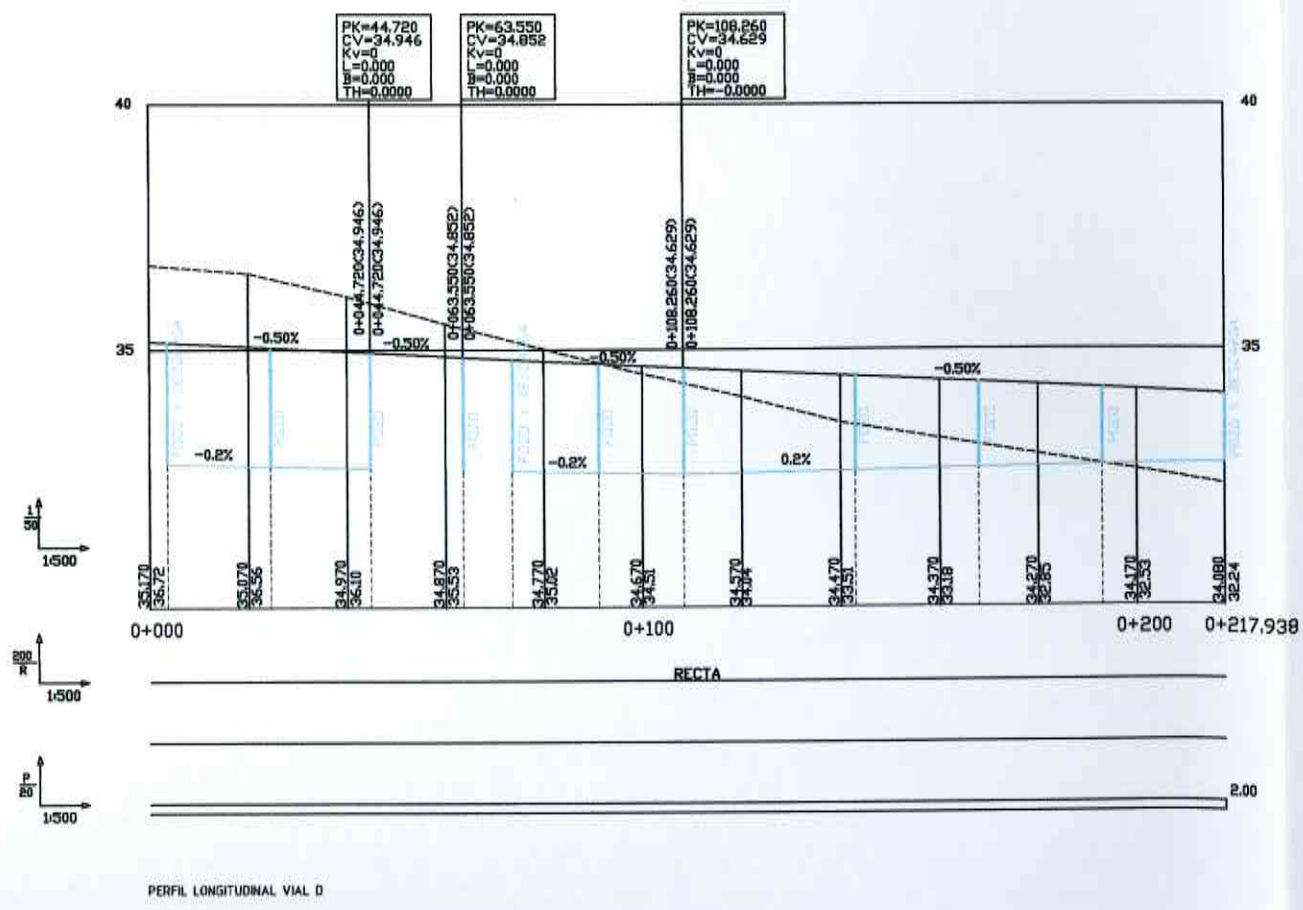 PK=44.720
CV=34.946
Kv=0
L=0.000
B=0.000
TH=0.0000
PK=63.550
CV=34.852
Kv=0
L=0.000
B=0.000
TH=0.0000
PK=108.260
CV=34.629
Kv=0
L=0.000
B=0.000
TH=-0.0000
40
40
0+044.720(34.946)
0+044.720(34.946)
0+063.550(34.852)
0+063.550(34.852)
0+108.260(34.629)
0+108.260(34.629)
35
-0.50%
-0.50%
-0.50%
-0.50%
35
-0.2%
-0.2%
0.2%
1
50
1:500
35.170
36.72
35.070
36.56
34.970
36.10
34.870
35.53
34.770
35.02
34.670
34.51
34.570
34.04
34.470
33.51
34.370
33.18
34.270
32.85
34.170
32.53
34.080
32.24
0+000
0+100
0+200
0+217,938
200
R
1:500
RECTA
P
20
1:500
2.00
PERFIL LONGITUDINAL VIAL D